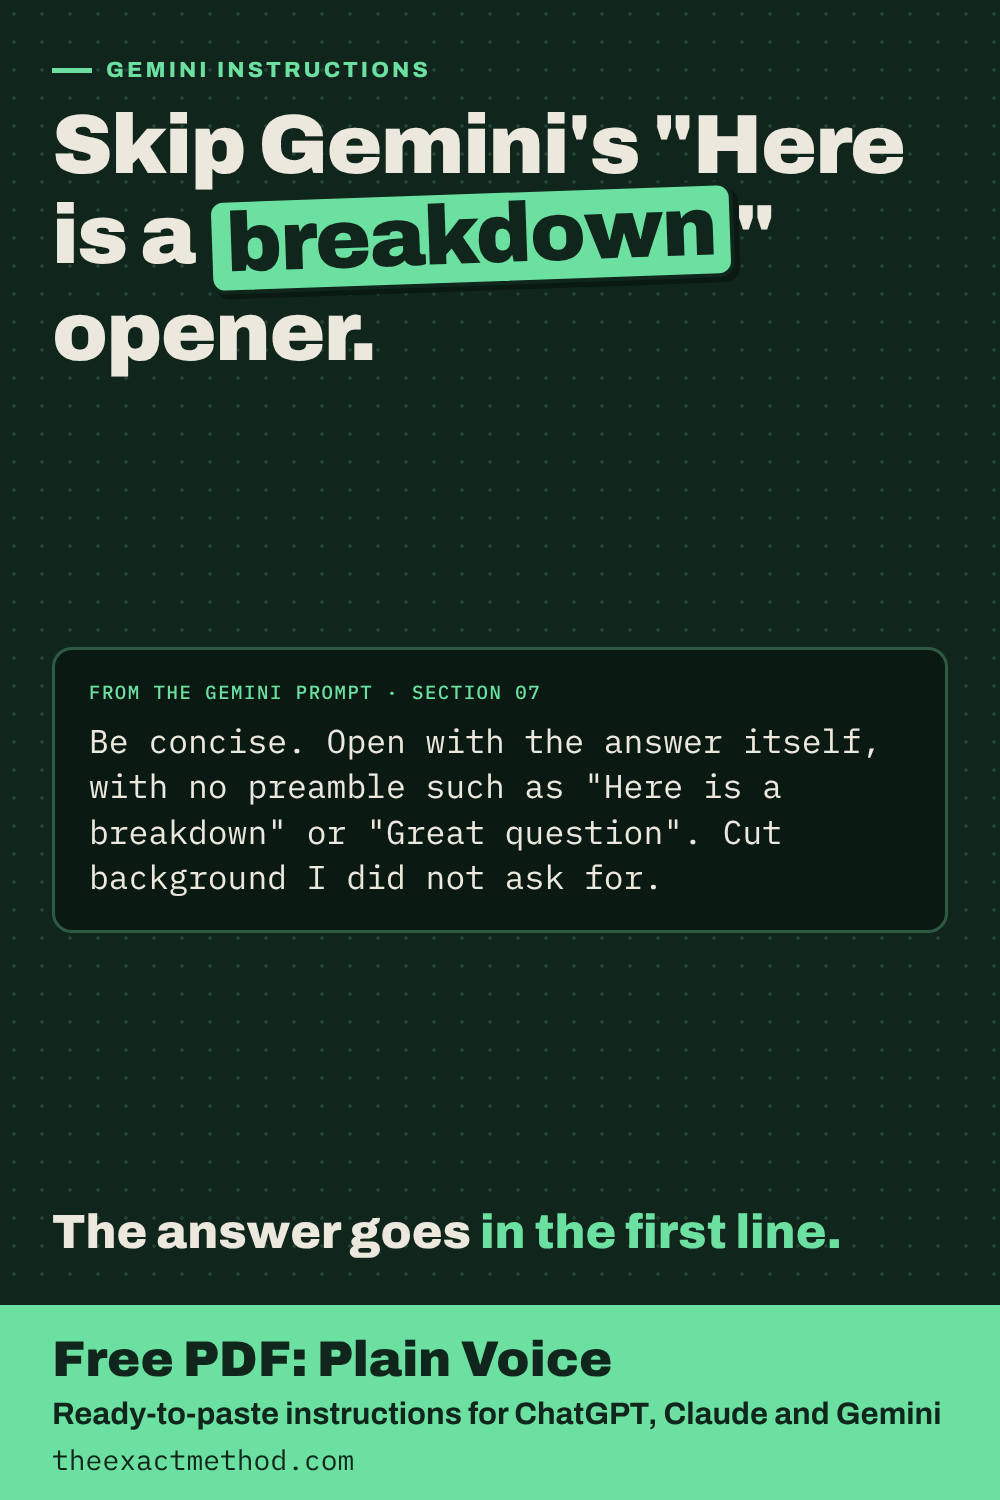 GEMINI INSTRUCTIONS
Skip Gemini's "Here
is a breakdown"
opener.
FROM THE GEMINI PROMPT · SECTION 07
Be concise. Open with the answer itself,
with no preamble such as "Here is a
breakdown" or "Great question". Cut
background I did not ask for.
The answer goes in the first line.
Free PDF: Plain Voice
Ready-to-paste instructions for ChatGPT, Claude and Gemini
theexactmethod.com